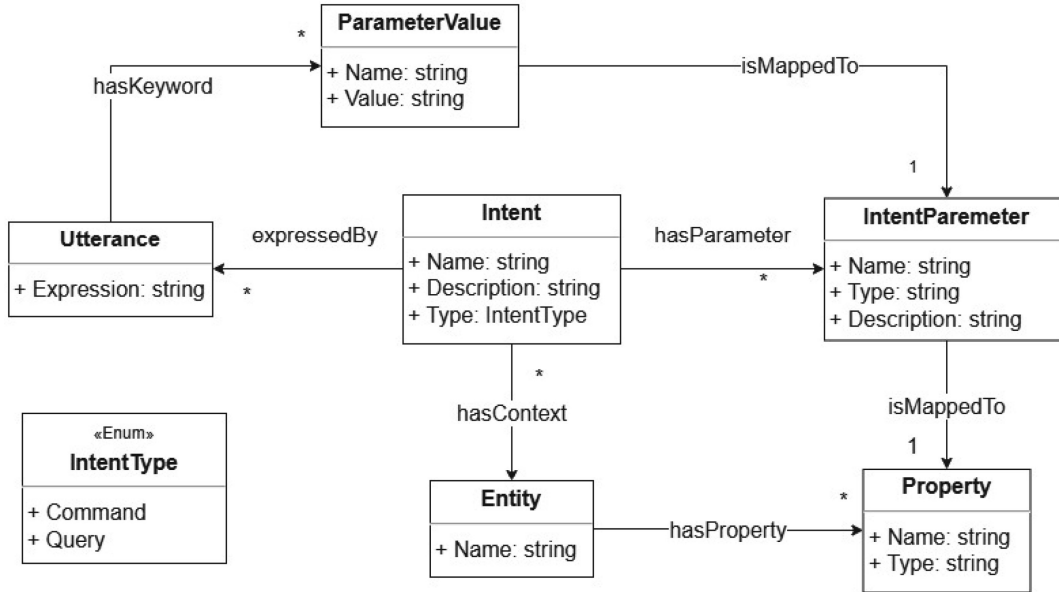 ParameterValue
+ Name: string
+ Value: string
*
hasKeyword
isMappedTo
1
Utterance
+ Expression: string
expressedBy
*
Intent
+ Name: string
+ Description: string
+ Type: IntentType
hasParameter
*
IntentParemeter
+ Name: string
+ Type: string
+ Description: string
*
hasContext
isMappedTo
1
«Enum»
IntentType
+ Command
+ Query
Entity
+ Name: string
hasProperty
*
Property
+ Name: string
+ Type: string